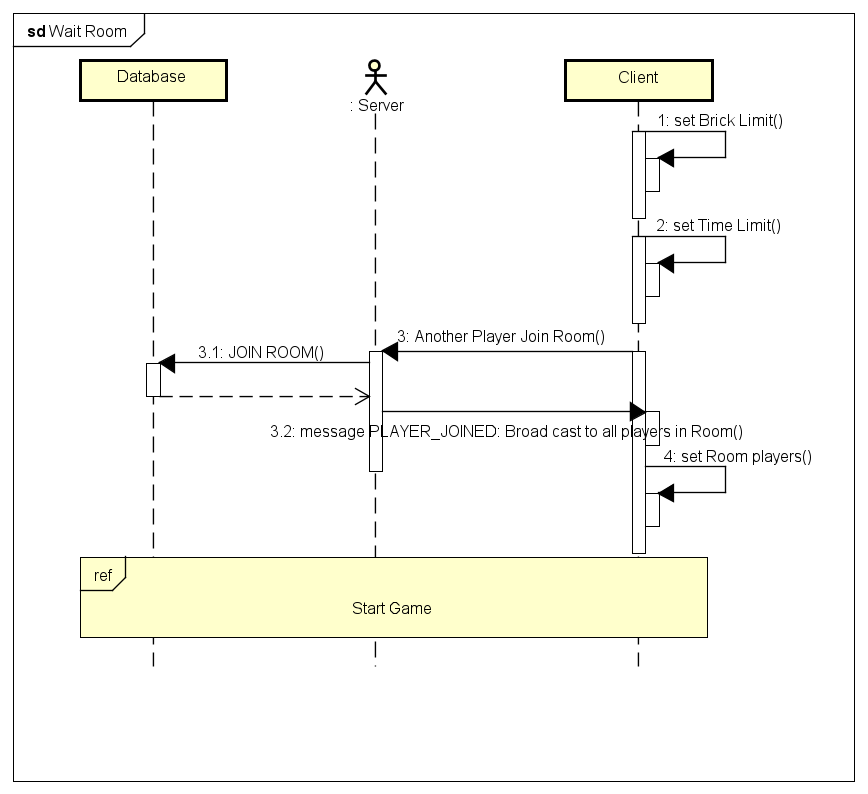 sd Wait Room
Database
: Server
Client
1: set Brick Limit()
2: set Time Limit()
3: Another Player Join Room()
3.1: JOIN ROOM()
3.2: message PLAYER_JOINED: Broad cast to all players in Room()
4: set Room players()
ref
Start Game